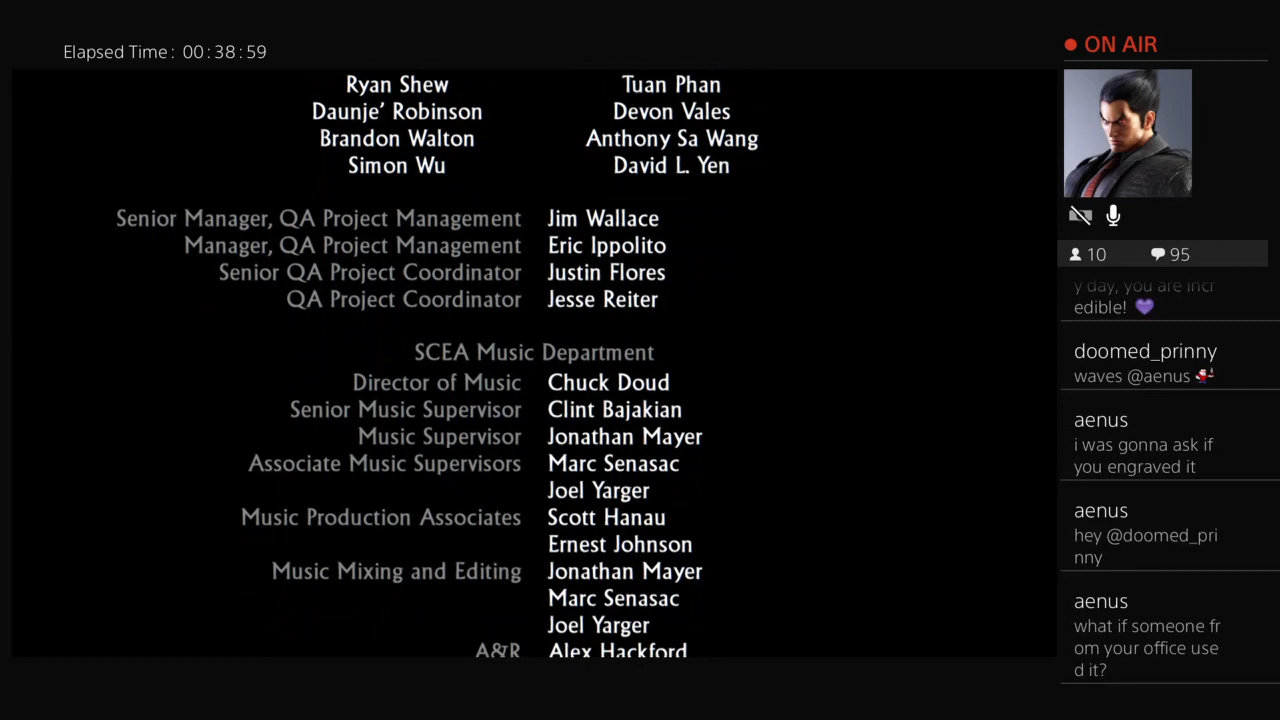 Elapsed Time: 00:38:59
ON AIR
Ryan Shew Tuan Phan
Daunje' Robinson Devon Vales
Brandon Walton Anthony Sa Wang
Simon Wu David L. Yen
Senior Manager, QA Project Management Jim Wallace
Manager, QA Project Management Eric Ippolito
Senior QA Project Coordinator Justin Flores
QA Project Coordinator Jesse Reiter
SCEA Music Department
Director of Music Chuck Doud
Senior Music Supervisor Clint Bajakian
Music Supervisor Jonathan Mayer
Associate Music Supervisors Marc Senasac
Joel Yarger
Music Production Associates Scott Hanau
Ernest Johnson
Music Mixing and Editing Jonathan Mayer
Marc Senasac
Joel Yarger
A&R Alex Hackford
10 95
y day, you are incr
edible! 💜
doomed_prinny
waves @aenus
aenus
i was gonna ask if
you engraved it
aenus
hey @doomed_pri
nny
aenus
what if someone fr
om your office use
d it?